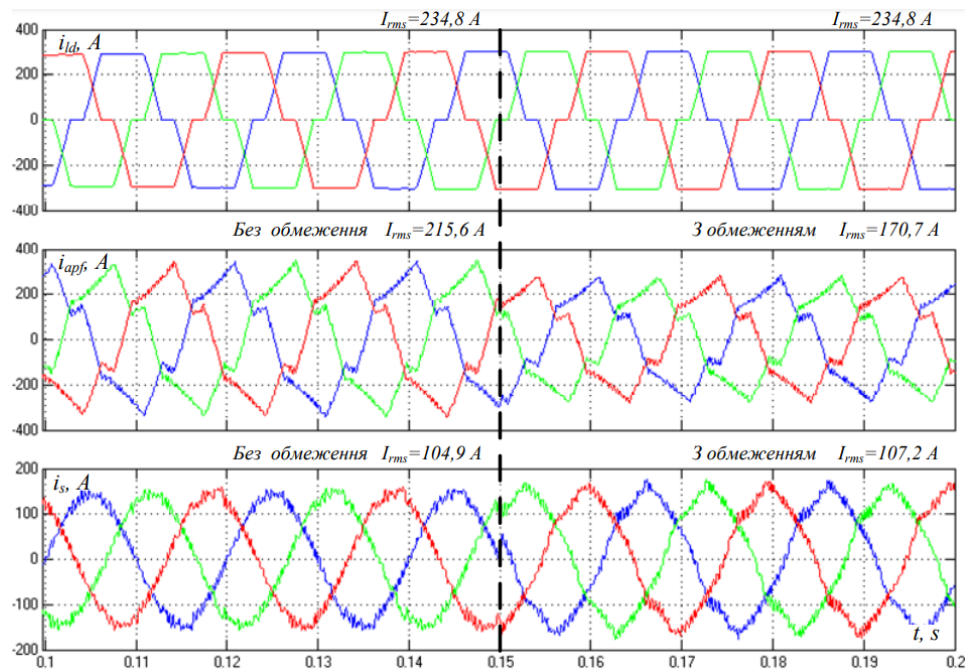 I_rms=234,8 A I_rms=234,8 A
400
i_ld, A
200
0
-200
-400
Без обмеження I_rms=215,6 A З обмеженням I_rms=170,7 A
400
i_apf, A
200
0
-200
-400
Без обмеження I_rms=104,9 A З обмеженням I_rms=107,2 A
200
i_s, A
100
0
-100
t, s
-200
0.1 0.11 0.12 0.13 0.14 0.15 0.16 0.17 0.18 0.19 0.2